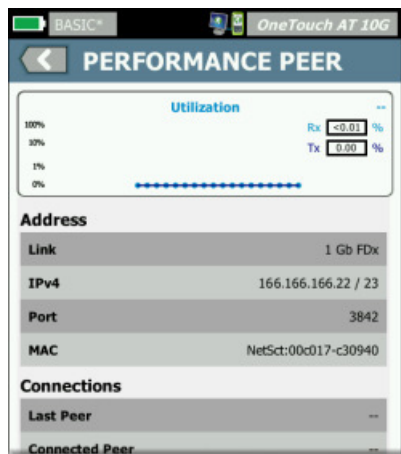 BASIC*
OneTouch AT 10G
PERFORMANCE PEER
Utilization --
100%
Rx <0.01 %
10%
Tx 0.00 %
1%
0%
Address
Link 1 Gb FDx
IPv4 166.166.166.22 / 23
Port 3842
MAC NetSct:00c017-c30940
Connections
Last Peer --
Connected Peer --